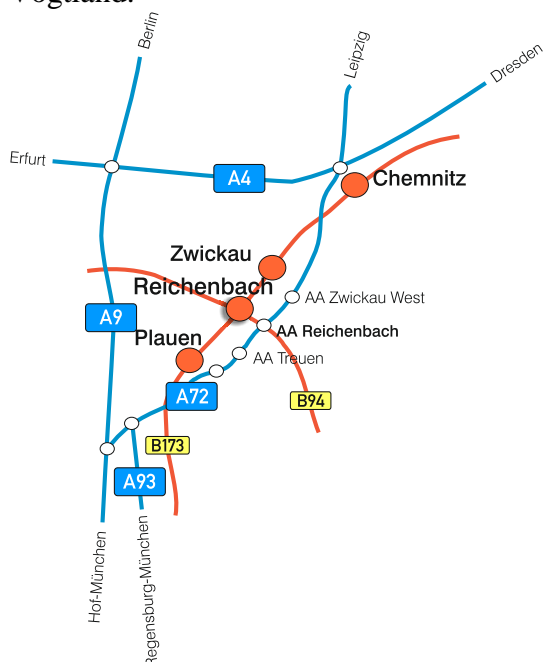 Vogtland.
Berlin
Leipzig
Dresden
Erfurt
A4
Chemnitz
Zwickau
Reichenbach
AA Zwickau West
A9
AA Reichenbach
Plauen
AA Treuen
A72
B94
B173
A93
Hof-München
Regensburg-München